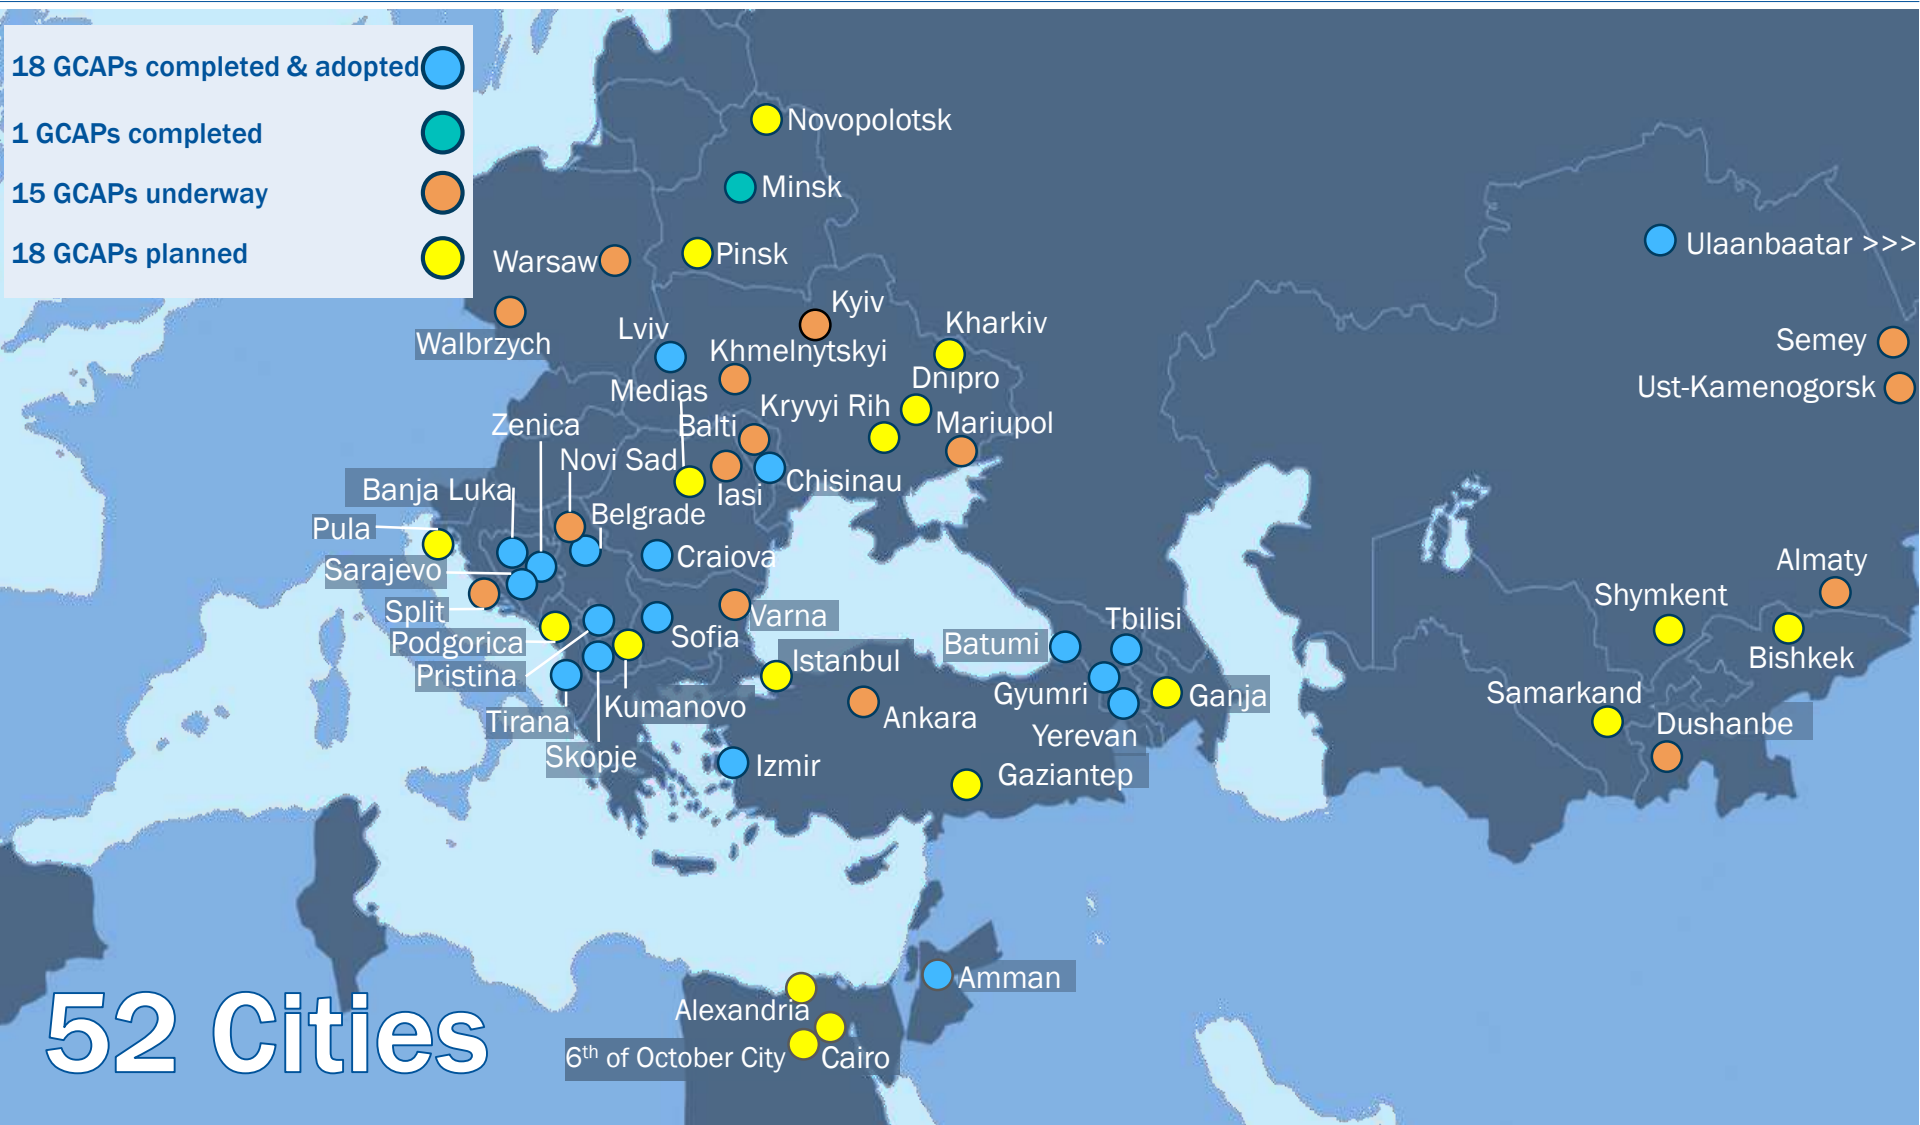 18 GCAPs completed & adopted
1 GCAPs completed
15 GCAPs underway
18 GCAPs planned
Novopolotsk
Minsk
Pinsk
Warsaw
Walbrzych
Ulaanbaatar >>>
Kyiv
Kharkiv
Lviv
Khmelnytskyi
Semey
Ust-Kamenogorsk
Medias
Dnipro
Kryvyi Rih
Mariupol
Zenica
Balti
Novi Sad
Iasi
Chisinau
Banja Luka
Belgrade
Pula
Craiova
Sarajevo
Almaty
Shymkent
Split
Varna
Tbilisi
Podgorica
Sofia
Batumi
Bishkek
Istanbul
Pristina
Gyumri
Ganja
Samarkand
Kumanovo
Ankara
Tirana
Dushanbe
Yerevan
Skopje
Izmir
Gaziantep
Amman
Alexandria
6th of October City
Cairo
52 Cities